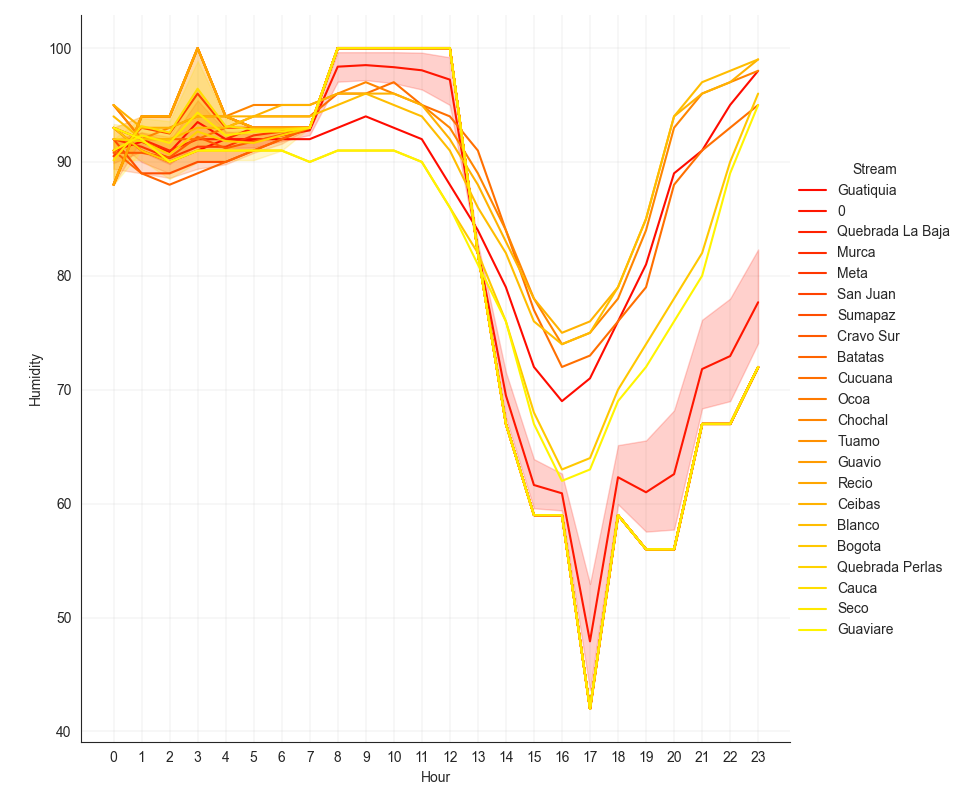 100
90
80
70
60
50
40
Humidity
0 1 2 3 4 5 6 7 8 9 10 11 12 13 14 15 16 17 18 19 20 21 22 23
Hour
Stream
Guatiquia
0
Quebrada La Baja
Murca
Meta
San Juan
Sumapaz
Cravo Sur
Batatas
Cucuana
Ocoa
Chochal
Tuamo
Guavio
Recio
Ceibas
Blanco
Bogota
Quebrada Perlas
Cauca
Seco
Guaviare